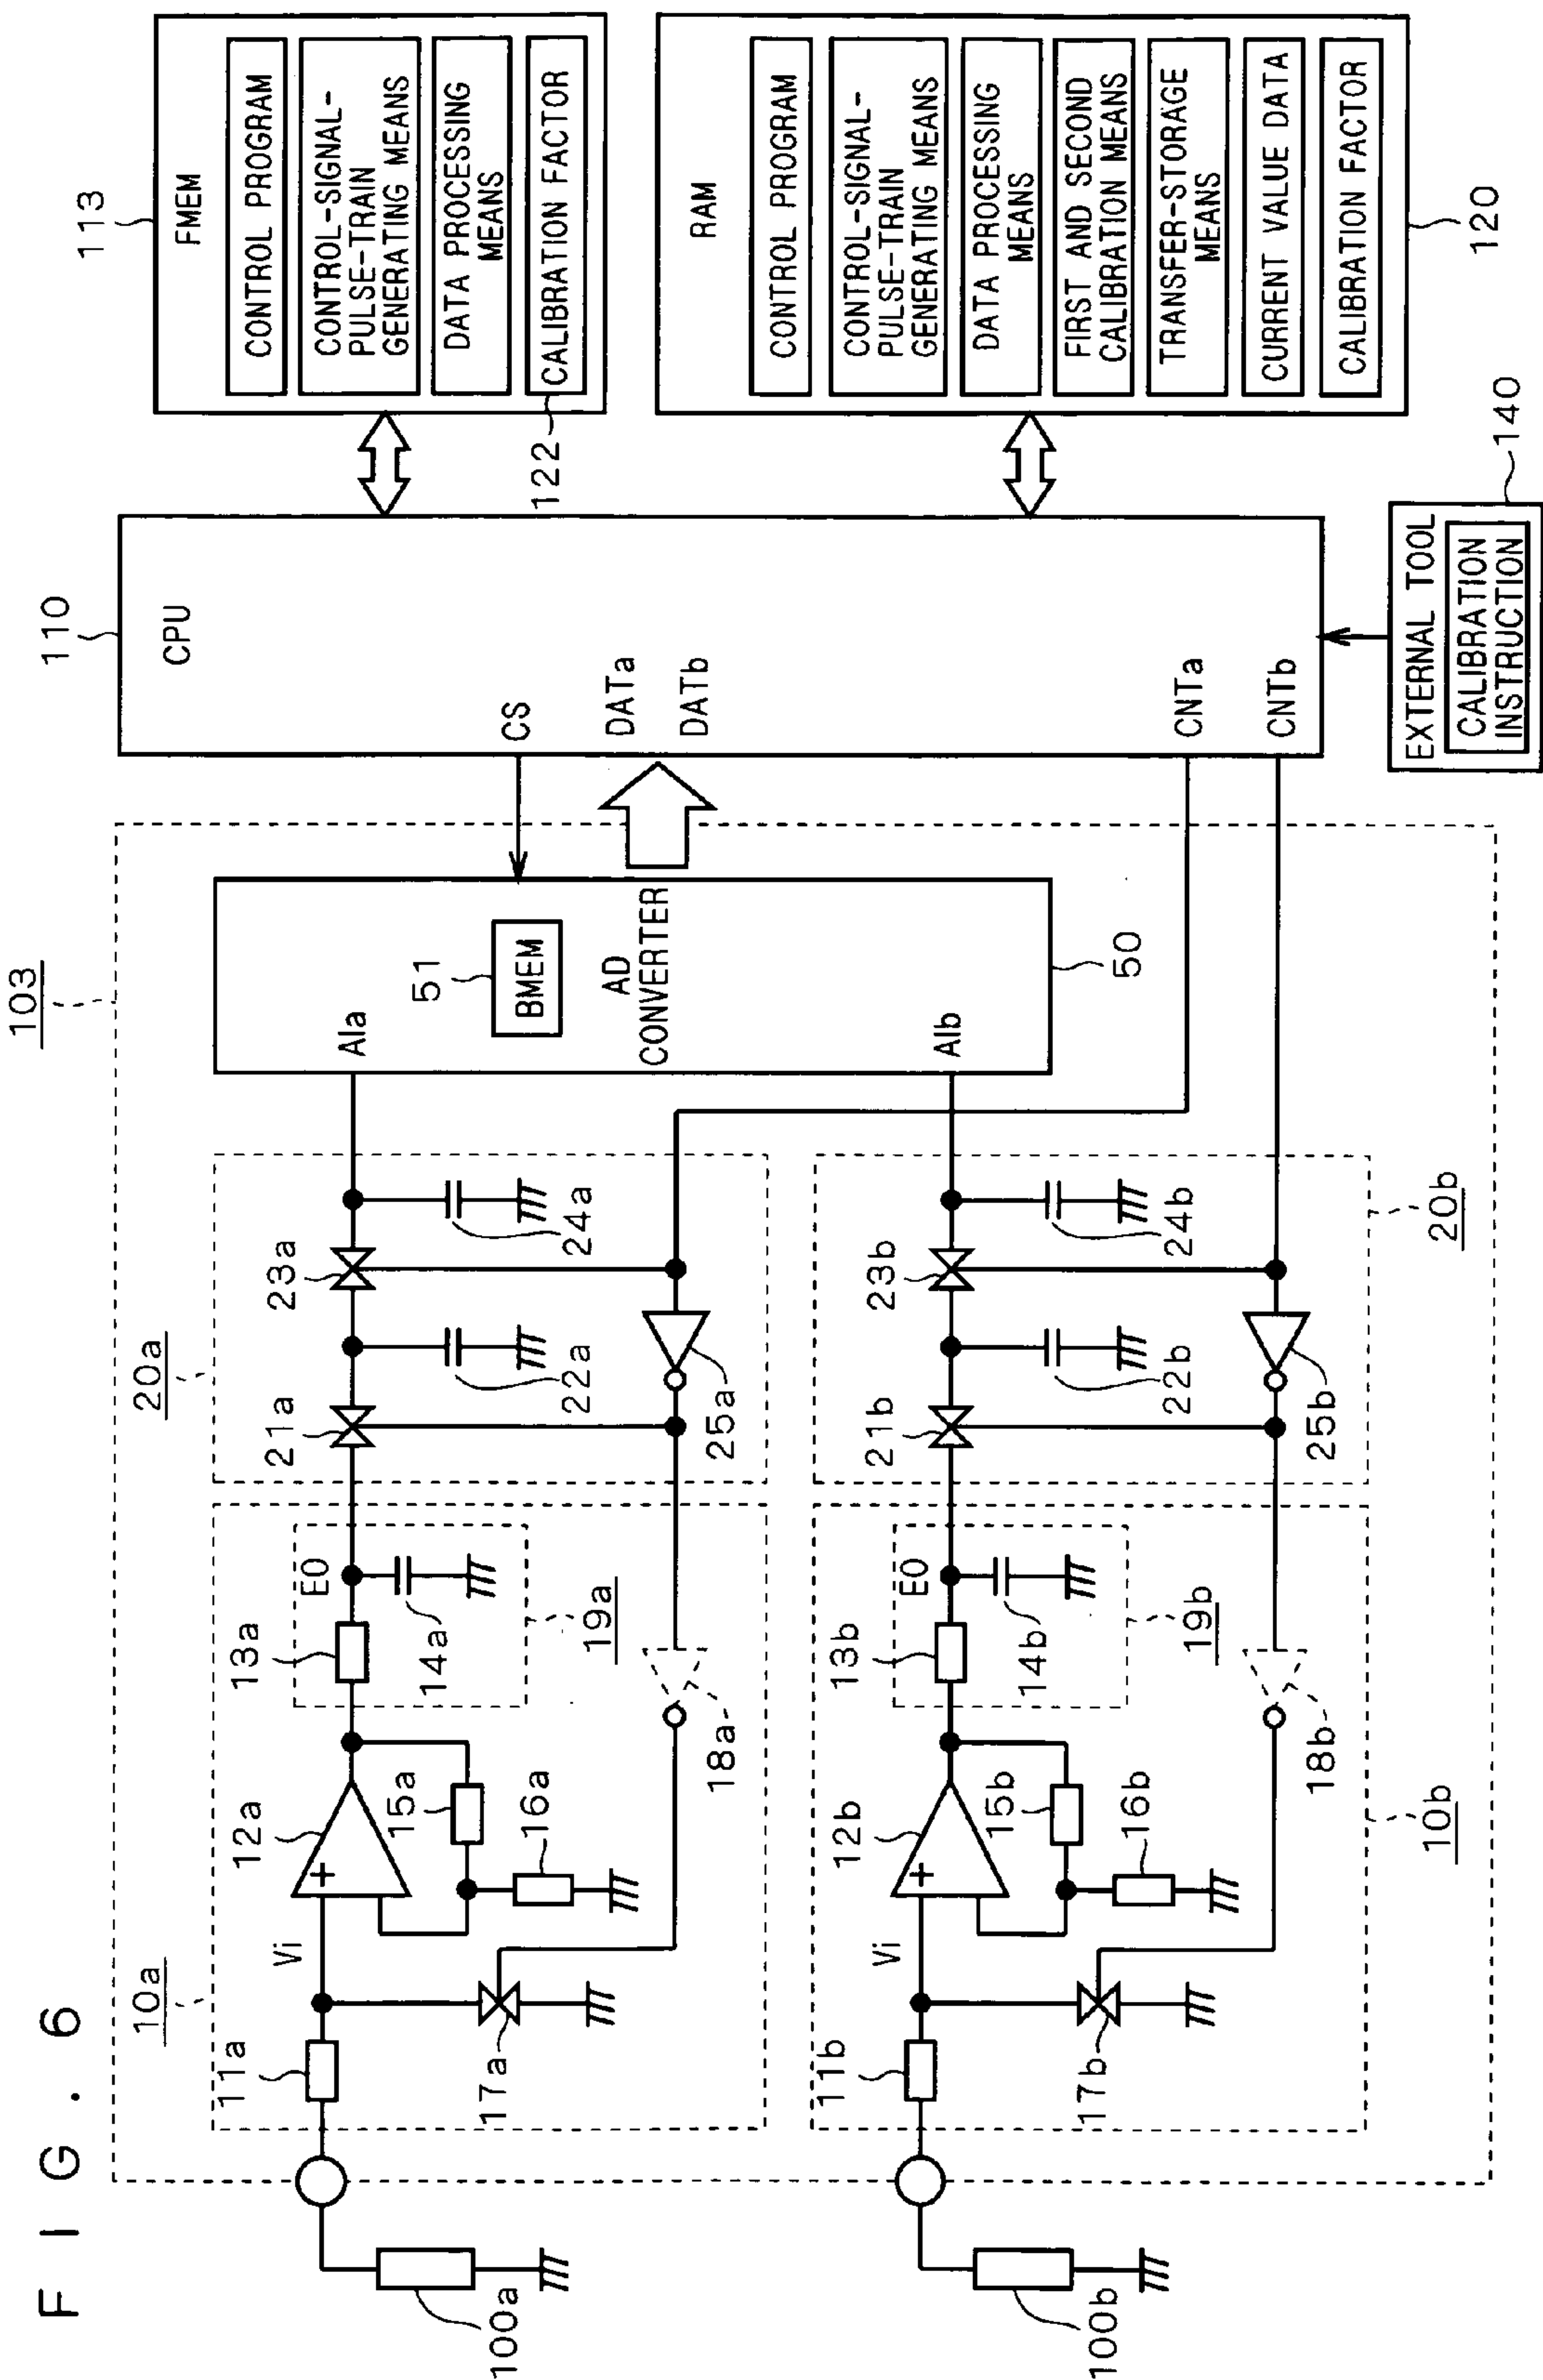 FIG. 6
103
110
CPU
CS
DATa
DATb
CNTa
CNTb
113
FMEM
CONTROL PROGRAM
CONTROL-SIGNAL-
PULSE-TRAIN
GENERATING MEANS
DATA PROCESSING
MEANS
CALIBRATION FACTOR
122
RAM
CONTROL PROGRAM
CONTROL-SIGNAL-
PULSE-TRAIN
GENERATING MEANS
DATA PROCESSING
MEANS
FIRST AND SECOND
CALIBRATION MEANS
TRANSFER-STORAGE
MEANS
CURRENT VALUE DATA
CALIBRATION FACTOR
120
140
EXTERNAL TOOL
CALIBRATION
INSTRUCTION
AIa
51
BMEM
AD
CONVERTER
AIb
50
10a
11a
Vi
12a
+
13a
E0
14a
15a
16a
17a
18a
19a
20a
21a
22a
23a
24a
25a
100a
10b
11b
Vi
12b
+
13b
E0
14b
15b
16b
17b
18b
19b
20b
21b
22b
23b
24b
25b
100b